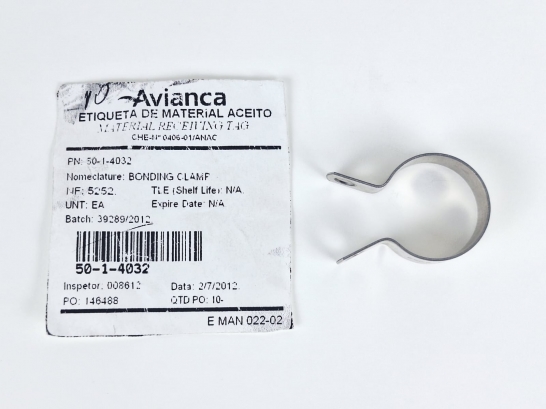 10 Avianca
ETIQUETA DE MATERIAL ACEITO
MATERIAL RECEIVING TAG
CHE-Nº 0406-01/ANAC
PN: 50-1-4032
Nomenclature: BONDING CLAMP
NF: 5252. TLE (Shelf Life): N/A.
UNT: EA Expire Date: N/A
Batch: 39289/2012.
50-1-4032
Inspetor: 008612 Data: 2/7/2012.
PO: 146488 QTD PO: 10-
E MAN 022-02